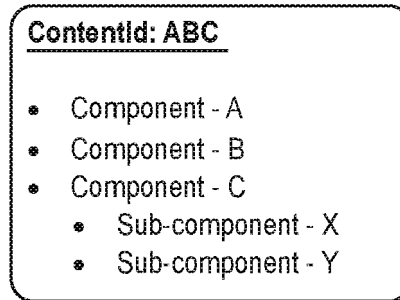 ContentId: ABC
• Component - A
• Component - B
• Component - C
• Sub-component - X
• Sub-component - Y